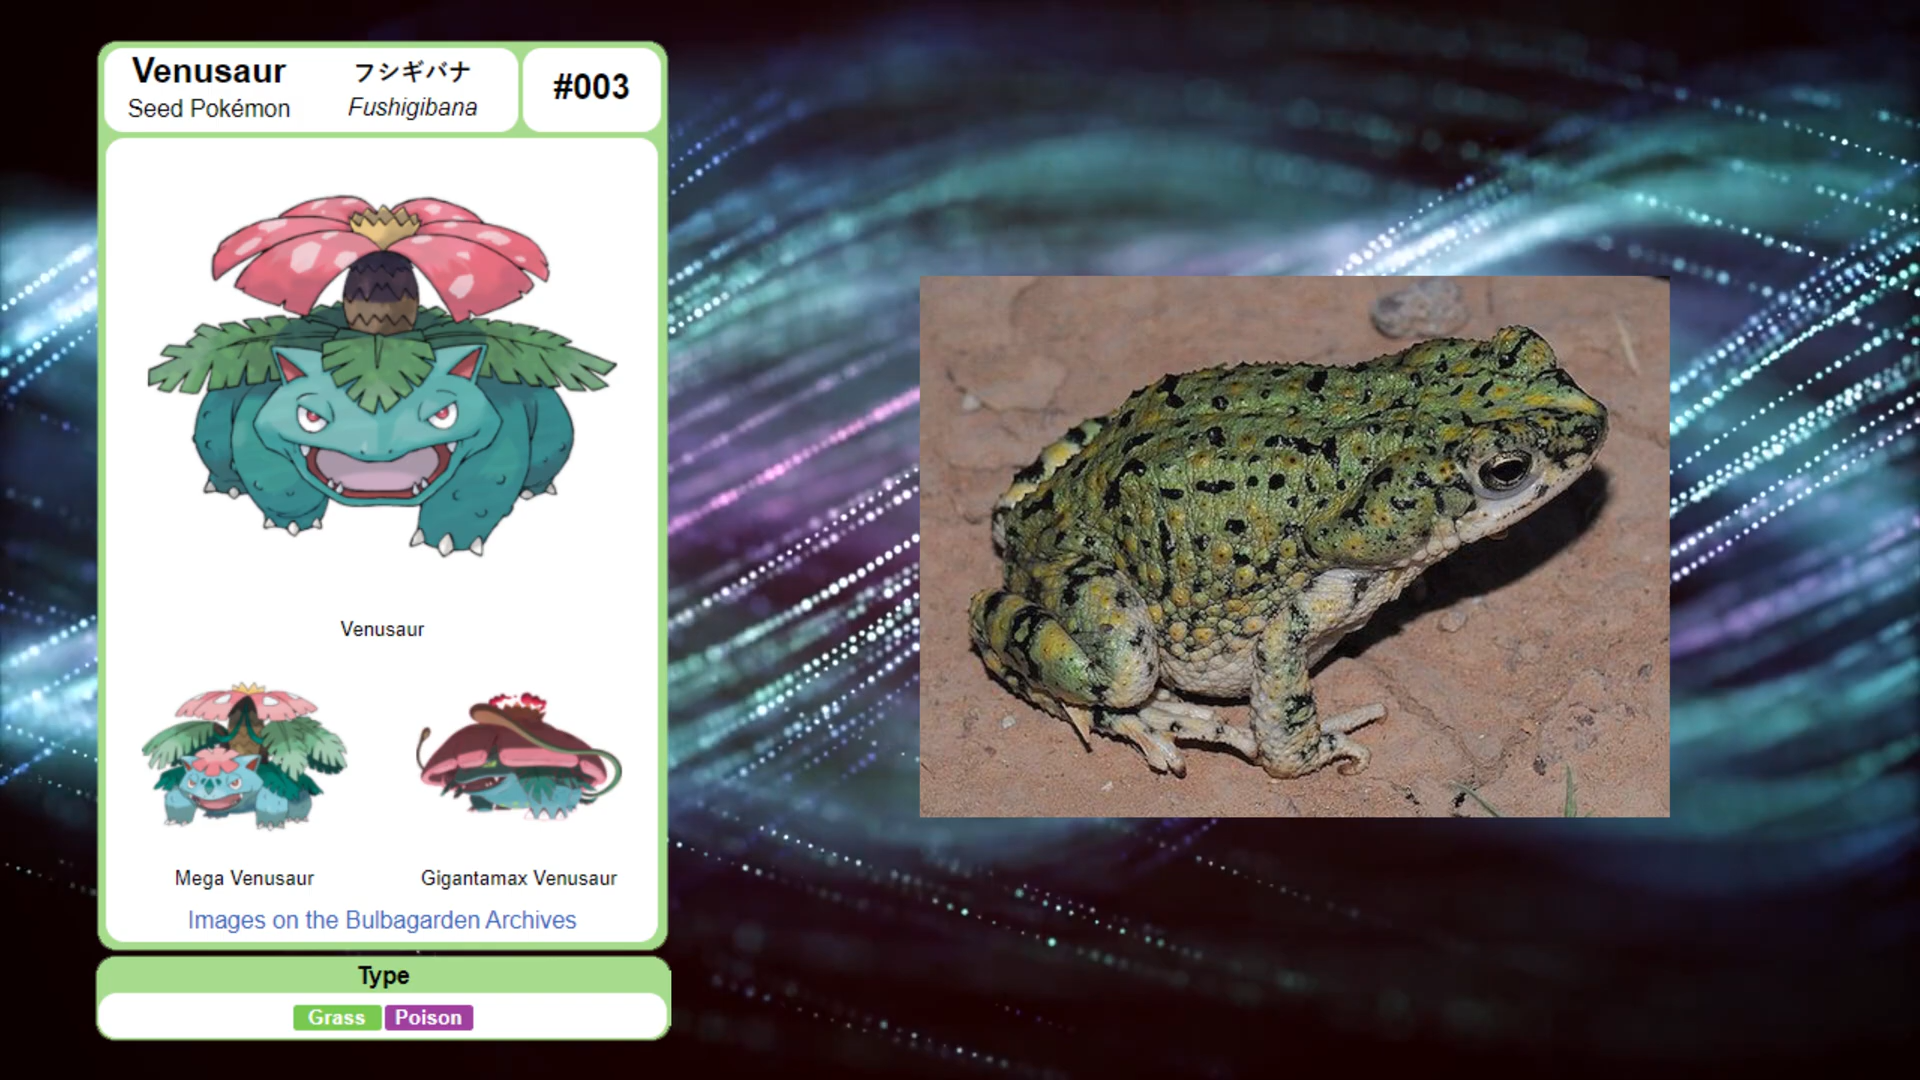 Venusaur
Seed Pokémon
フシギバナ
Fushigibana
#003
Venusaur
Mega Venusaur
Gigantamax Venusaur
Images on the Bulbagarden Archives
Type
Grass
Poison